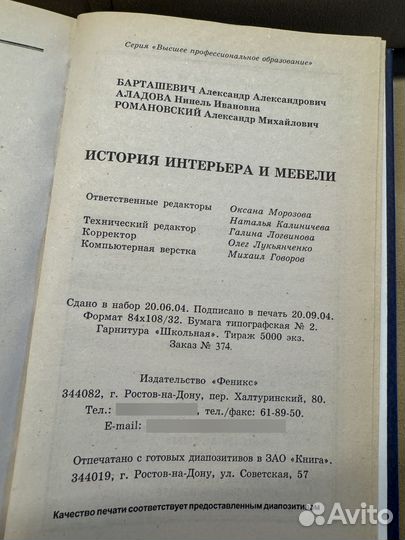 Серия «Высшее профессиональное образование»
БАРТАШЕВИЧ Александр Александрович
АЛАДОВА Нинель Ивановна
РОМАНОВСКИЙ Александр Михайлович
ИСТОРИЯ ИНТЕРЬЕРА И МЕБЕЛИ
Ответственные редакторы Оксана Морозова
Наталья Калиничева
Технический редактор Галина Логвинова
Корректор Олег Лукьянченко
Компьютерная верстка Михаил Говоров
Сдано в набор 20.06.04. Подписано в печать 20.09.04.
Формат 84x108/32. Бумага типографская № 2.
Гарнитура «Школьная». Тираж 5000 экз.
Заказ № 374.
Издательство «Феникс»
344082, г. Ростов-на-Дону, пер. Халтуринский, 80.
Тел.: , тел./факс: 61-89-50.
E-mail:
Отпечатано с готовых диапозитивов в ЗАО «Книга».
344019, г. Ростов-на-Дону, ул. Советская, 57
Качество печати соответствует предоставленным диапозитивам
Avito